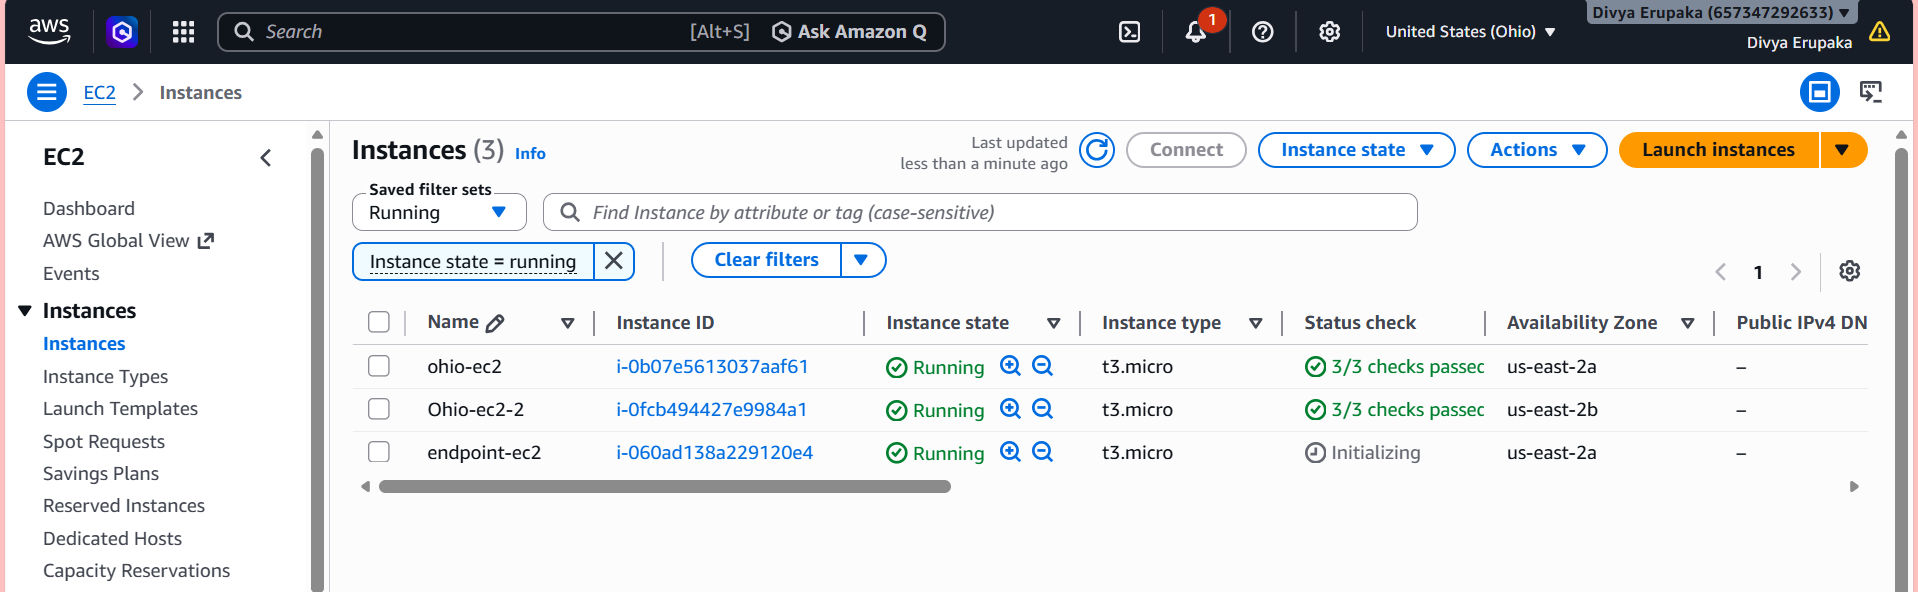 aws
Search [Alt+S] Ask Amazon Q
1
United States (Ohio)
Divya Erupaka (657347292633)
Divya Erupaka
EC2 Instances
EC2
Dashboard
AWS Global View
Events
Instances
Instances
Instance Types
Launch Templates
Spot Requests
Savings Plans
Reserved Instances
Dedicated Hosts
Capacity Reservations
Instances (3) Info
Last updated
less than a minute ago
Connect
Instance state
Actions
Launch instances
Saved filter sets
Running
Find Instance by attribute or tag (case-sensitive)
Instance state = running
Clear filters
1
Name Instance ID Instance state Instance type Status check Availability Zone Public IPv4 DN
ohio-ec2 i-0b07e5613037aaf61 Running t3.micro 3/3 checks passec us-east-2a –
Ohio-ec2-2 i-0fcb494427e9984a1 Running t3.micro 3/3 checks passec us-east-2b –
endpoint-ec2 i-060ad138a229120e4 Running t3.micro Initializing us-east-2a –